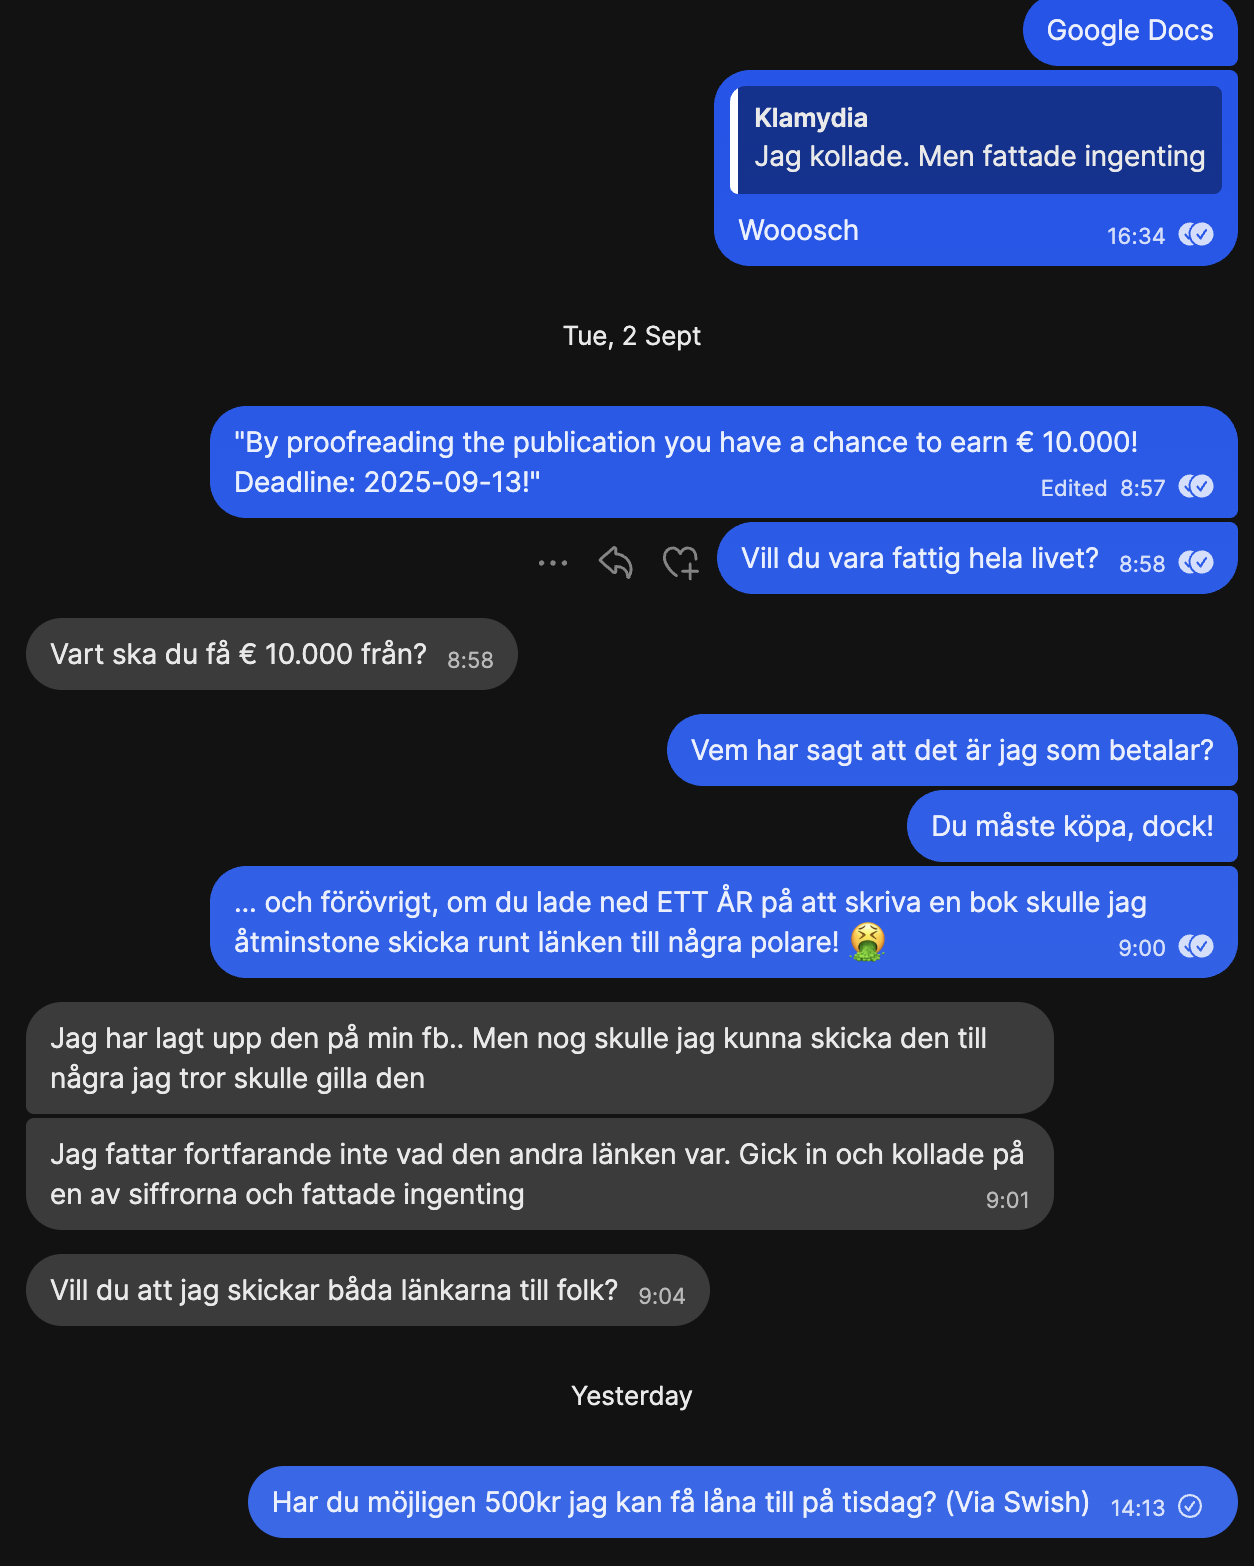 Google Docs
Klamydia
Jag kollade. Men fattade ingenting
Wooosch
16:34
Tue, 2 Sept
"By proofreading the publication you have a chance to earn € 10.000!
Deadline: 2025-09-13!"
Edited 8:57
Vill du vara fattig hela livet?
8:58
Vart ska du få € 10.000 från?
8:58
Vem har sagt att det är jag som betalar?
Du måste köpa, dock!
... och förövrigt, om du lade ned ETT ÅR på att skriva en bok skulle jag
åtminstone skicka runt länken till några polare! 🤮
9:00
Jag har lagt upp den på min fb.. Men nog skulle jag kunna skicka den till
några jag tror skulle gilla den
Jag fattar fortfarande inte vad den andra länken var. Gick in och kollade på
en av siffrorna och fattade ingenting
9:01
Vill du att jag skickar båda länkarna till folk?
9:04
Yesterday
Har du möjligen 500kr jag kan få låna till på tisdag? (Via Swish)
14:13